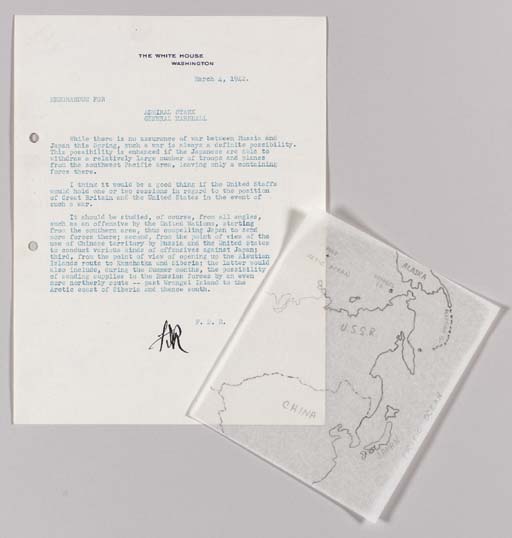 THE WHITE HOUSE
WASHINGTON
March 4, 1942.
MEMORANDUM FOR
ADMIRAL STARK
GENERAL MARSHALL
While there is no assurance of war between Russia and
Japan this Spring, such a war is always a definite possibility.
This possibility is enhanced if the Japanese are able to
withdraw a relatively large number of troops and planes
from the southwest Pacific area, leaving only a containing
force there.
I think it would be a good thing if the United Staffs
would hold one or two sessions in regard to the position
of Great Britain and the United States in the event of
such a war.
It should be studied, of course, from all angles,
such as an offensive by the United Nations, starting
from the southern area, thus compelling Japan to send
more forces there; second, from the point of view of the
use of Chinese territory by Russia and the United States
to conduct various kinds of offensives against Japan;
third, from the point of view of opening up the Aleutian
Islands route to Kamchatka and Siberia; the latter would
also include, during the Summer months, the possibility
of sending supplies to the Russian forces by an even
more northerly route -- past Wrangel Island to the
Arctic coast of Siberia and thence south.
F. D. R.
FDR
ALASKA
U.S.S.R.
CHINA
JAPAN
PACIFIC OCEAN